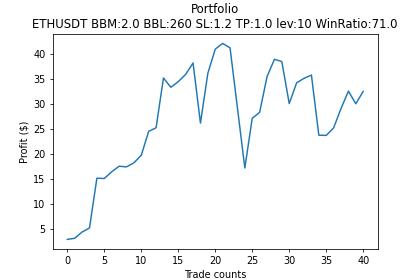 Portfolio
ETHUSDT BBM:2.0 BBL:260 SL:1.2 TP:1.0 lev:10 WinRatio:71.0
40
35
30
25
20
15
10
5
Profit ($)
0 5 10 15 20 25 30 35 40
Trade counts